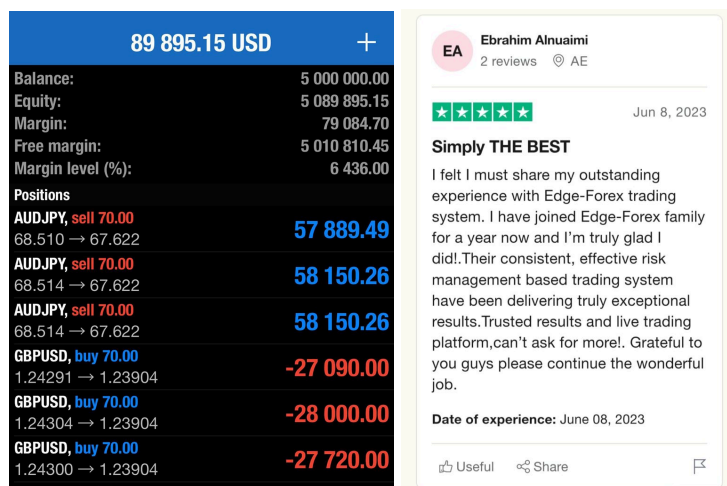 89 895.15 USD +
Balance: 5 000 000.00
Equity: 5 089 895.15
Margin: 79 084.70
Free margin: 5 010 810.45
Margin level (%): 6 436.00
Positions
AUDJPY, sell 70.00
68.510 → 67.622
57 889.49
AUDJPY, sell 70.00
68.514 → 67.622
58 150.26
AUDJPY, sell 70.00
68.514 → 67.622
58 150.26
GBPUSD, buy 70.00
1.24291 → 1.23904
-27 090.00
GBPUSD, buy 70.00
1.24304 → 1.23904
-28 000.00
GBPUSD, buy 70.00
1.24300 → 1.23904
-27 720.00
EA
Ebrahim Alnuaimi
2 reviews AE
Jun 8, 2023
Simply THE BEST
I felt I must share my outstanding
experience with Edge-Forex trading
system. I have joined Edge-Forex family
for a year now and I'm truly glad I
did!.Their consistent, effective risk
management based trading system
have been delivering truly exceptional
results.Trusted results and live trading
platform,can't ask for more!. Grateful to
you guys please continue the wonderful
job.
Date of experience: June 08, 2023
Useful Share